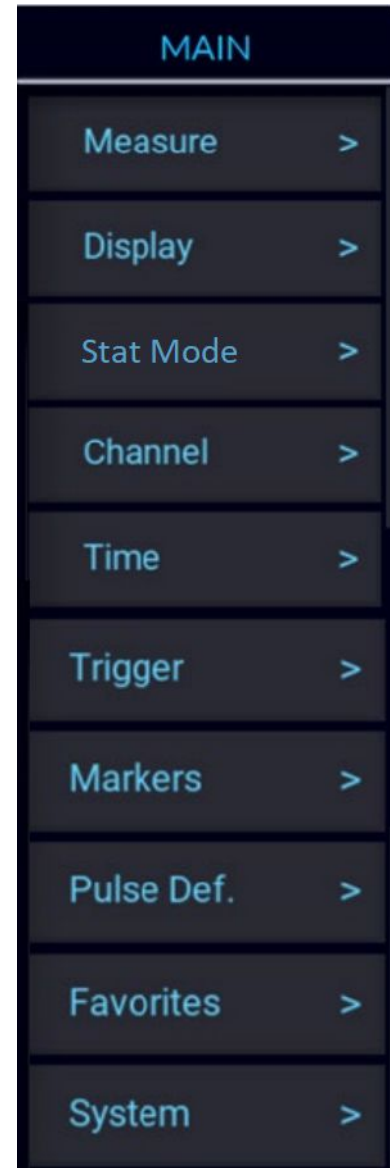 MAIN
Measure >
Display >
Stat Mode >
Channel >
Time >
Trigger >
Markers >
Pulse Def. >
Favorites >
System >